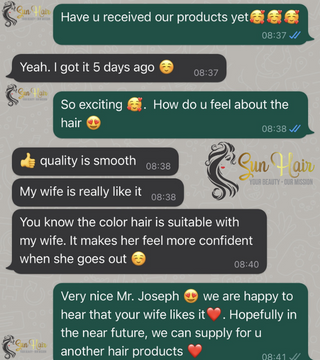 Have u received our products yet🥰🥰🥰
08:37
Yeah. I got it 5 days ago ☺️
08:37
So exciting 🥰. How do u feel about the
hair 😍
08:38
👍 quality is smooth
08:38
Sun Hair
YOUR BEAUTY - OUR MISSION
My wife is really like it
08:38
You know the color hair is suitable with
my wife. It makes her feel more confident
when she goes out ☺️
08:40
Very nice Mr. Joseph 😍 we are happy to
hear that your wife likes it❤️. Hopefully in
the near future, we can supply for u
another hair products ❤️
08:41